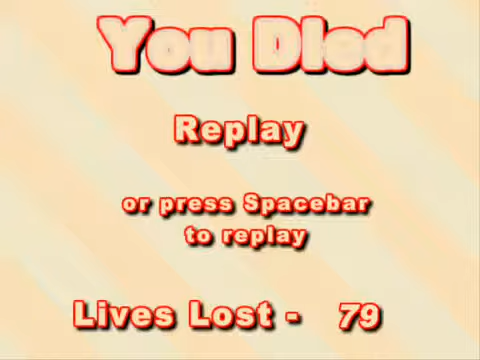 You Died
Replay
or press Spacebar
to replay
Lives Lost - 79